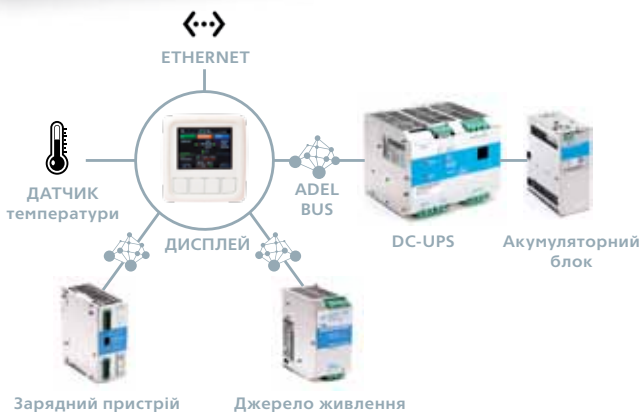 ETHERNET
ДАТЧИК
температури
ДИСПЛЕЙ
ADEL
BUS
DC-UPS
Акумуляторний
блок
Зарядний пристрій
Джерело живлення